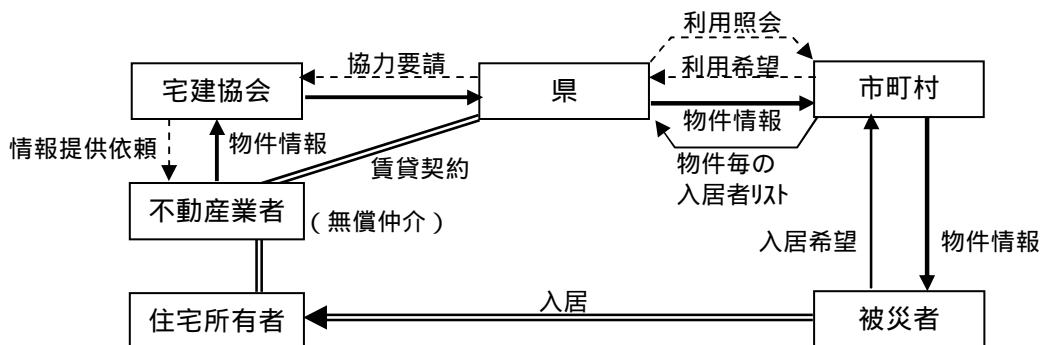 利用照会
協力要請
利用希望
宅建協会
県
市町村
物件情報
情報提供依頼
物件情報
賃貸契約
物件毎の
入居者ﾘｽﾄ
不動産業者
（無償仲介）
入居希望
物件情報
入居
住宅所有者
被災者